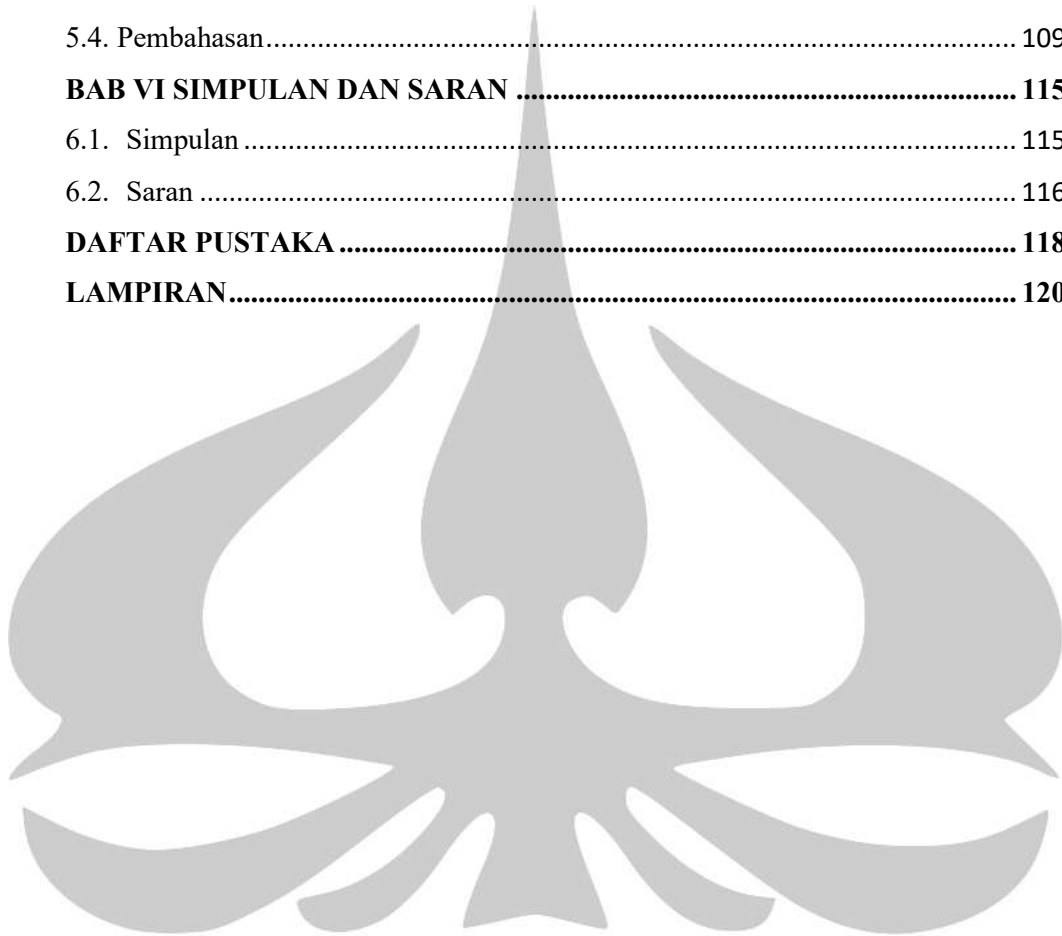 5.4. Pembahasan.......................................................................................................... 109
BAB VI SIMPULAN DAN SARAN ................................................................... 115
6.1. Simpulan ............................................................................................................ 115
6.2. Saran .................................................................................................................. 116
DAFTAR PUSTAKA ............................................................................................ 118
LAMPIRAN............................................................................................................ 120